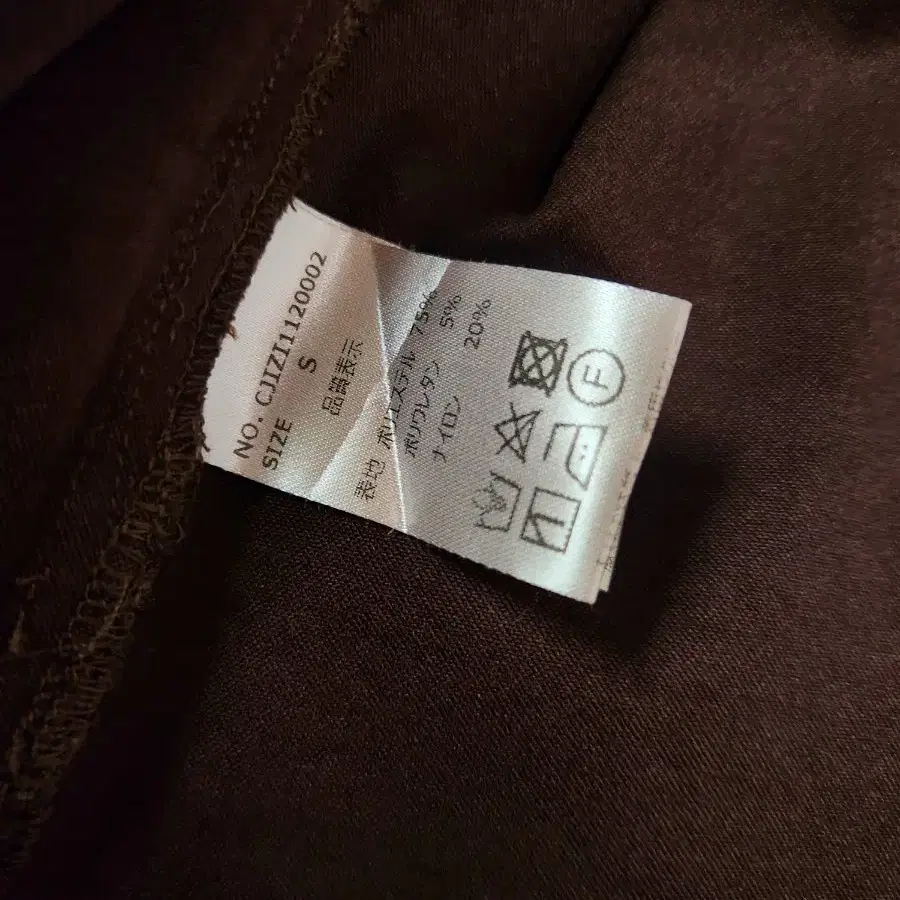 NO. CJIZI1120002
SIZE S
品質表示
表地 ポリエステル 75%
ポリウレタン 5%
ナイロン 20%
F